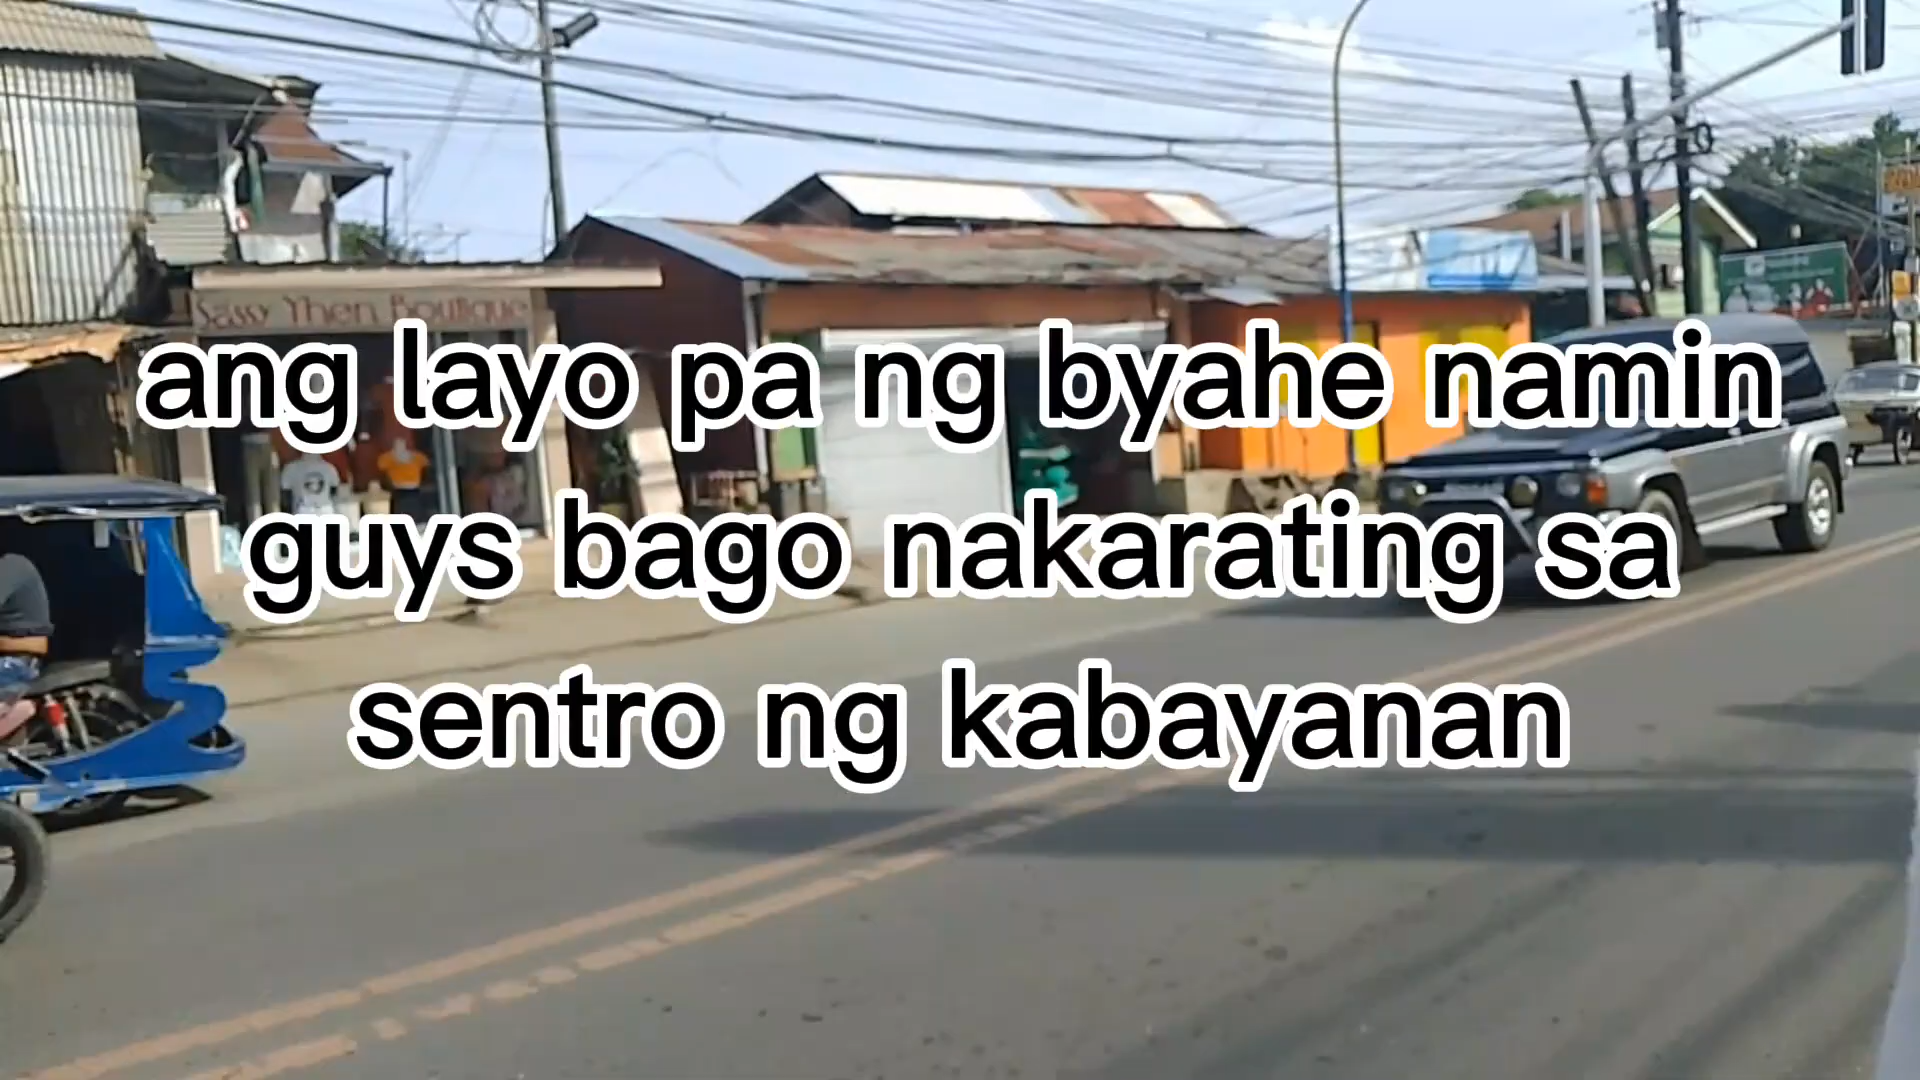 Sassy Yhen Boutique
ang layo pa ng byahe namin
guys bago nakarating sa
sentro ng kabayanan